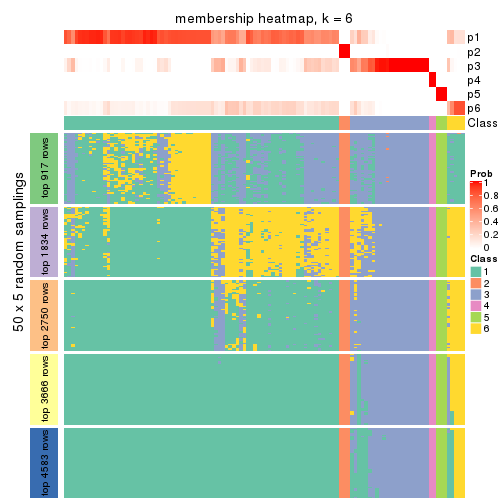 membership heatmap, k = 6
p1
p2
p3
p4
p5
p6
Class
50 x 5 random samplings
top 917 rows
top 1834 rows
top 2750 rows
top 3666 rows
top 4583 rows
Prob
1
0.8
0.6
0.4
0.2
0
Class
1
2
3
4
5
6